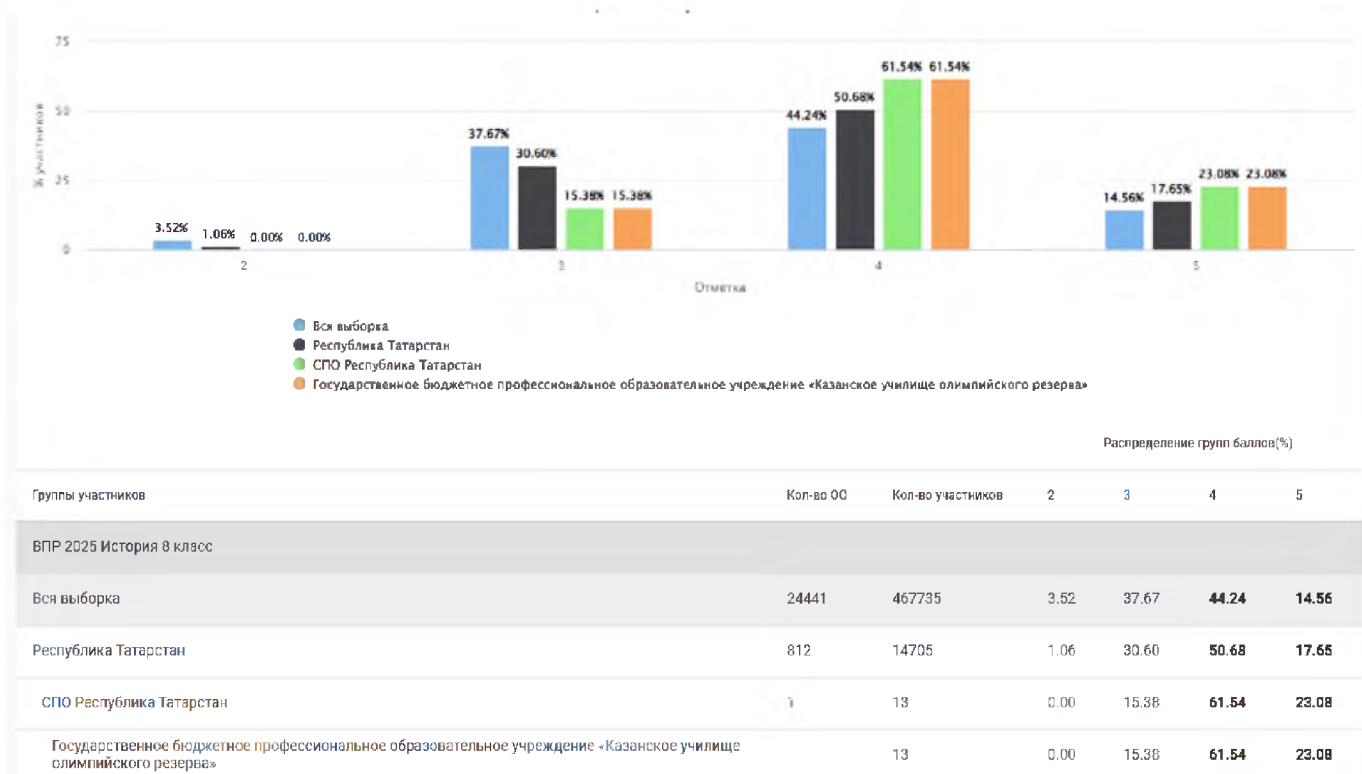 75
50
25
0
% участников
3.52%
1.06%
0.00%
0.00%
37.67%
30.60%
15.38%
15.38%
44.24%
50.68%
61.54%
61.54%
14.56%
17.65%
23.08%
23.08%
2
3
4
5
Отметка
Вся выборка
Республика Татарстан
СПО Республика Татарстан
Государственное бюджетное профессиональное образовательное учреждение «Казанское училище олимпийского резерва»
Распределение групп баллов(%)
Группы участников Кол-во ОО Кол-во участников 2 3 4 5
ВПР 2025 История 8 класс
Вся выборка 24441 467735 3.52 37.67 44.24 14.56
Республика Татарстан 812 14705 1.06 30.60 50.68 17.65
СПО Республика Татарстан 1 13 0.00 15.38 61.54 23.08
Государственное бюджетное профессиональное образовательное учреждение «Казанское училище
олимпийского резерва» 13 0.00 15.38 61.54 23.08